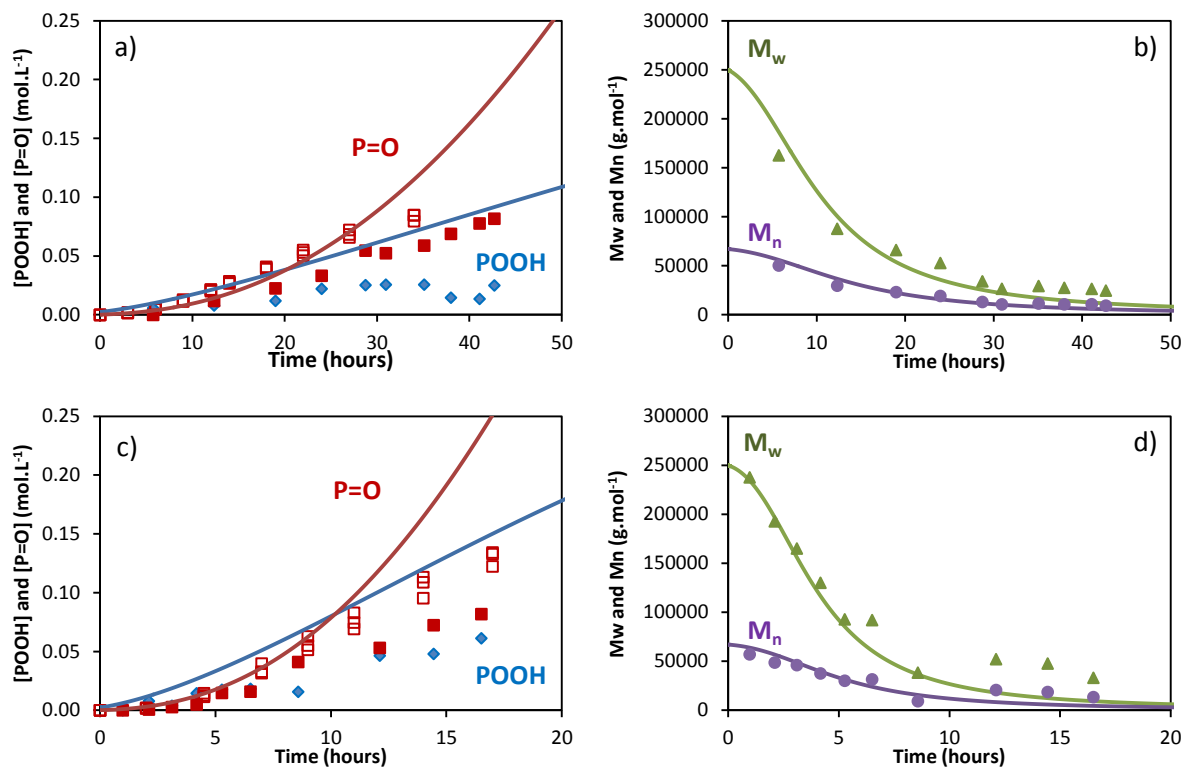 [POOH] and [P=O] (mol.L⁻¹)
0.25
0.20
0.15
0.10
0.05
0.00
a)
P=O
POOH
0 10 20 30 40 50
Time (hours)
Mw and Mn (g.mol⁻¹)
300000
250000
200000
150000
100000
50000
0
b)
Mw
Mn
0 10 20 30 40 50
Time (hours)
[POOH] and [P=O] (mol.L⁻¹)
0.25
0.20
0.15
0.10
0.05
0.00
c)
P=O
POOH
0 5 10 15 20
Time (hours)
Mw and Mn (g.mol⁻¹)
300000
250000
200000
150000
100000
50000
0
d)
Mw
Mn
0 5 10 15 20
Time (hours)